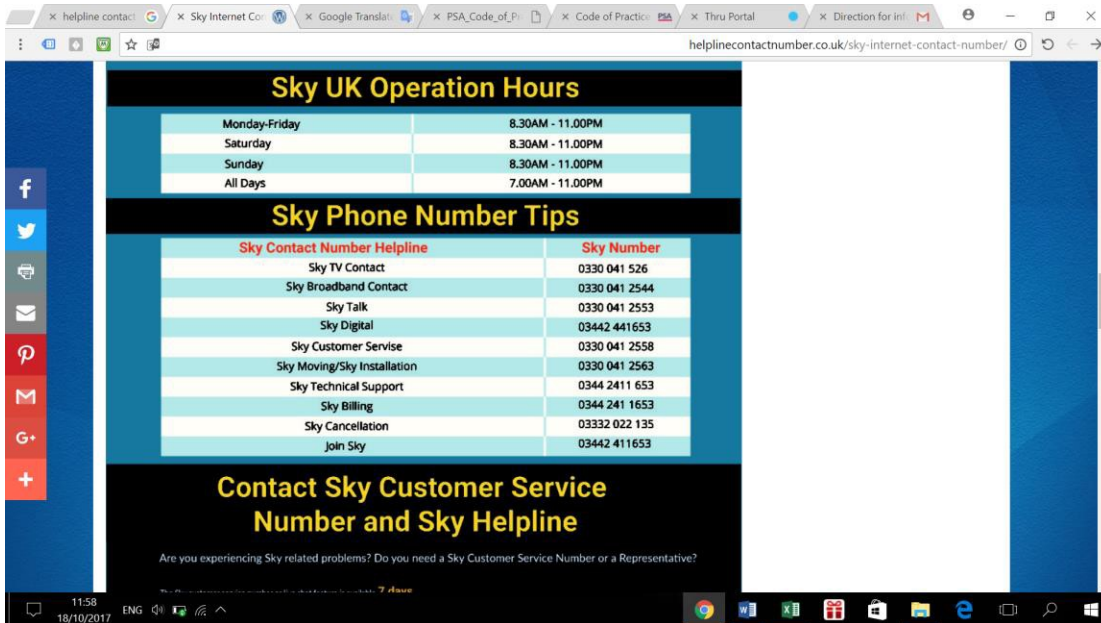 helpline contact
Sky Internet Cor
Google Translat
PSA_Code_of_Pr
Code of Practice
PSA
Thru Portal
Direction for inf
helplinecontactnumber.co.uk/sky-internet-contact-number/
Sky UK Operation Hours
Monday-Friday 8.30AM - 11.00PM
Saturday 8.30AM - 11.00PM
Sunday 8.30AM - 11.00PM
All Days 7.00AM - 11.00PM
Sky Phone Number Tips
Sky Contact Number Helpline Sky Number
Sky TV Contact 0330 041 526
Sky Broadband Contact 0330 041 2544
Sky Talk 0330 041 2553
Sky Digital 03442 441653
Sky Customer Servise 0330 041 2558
Sky Moving/Sky Installation 0330 041 2563
Sky Technical Support 0344 2411 653
Sky Billing 0344 241 1653
Sky Cancellation 03332 022 135
Join Sky 03442 411653
Contact Sky Customer Service
Number and Sky Helpline
Are you experiencing Sky related problems? Do you need a Sky Customer Service Number or a Representative?
7 days
11:58
18/10/2017
ENG